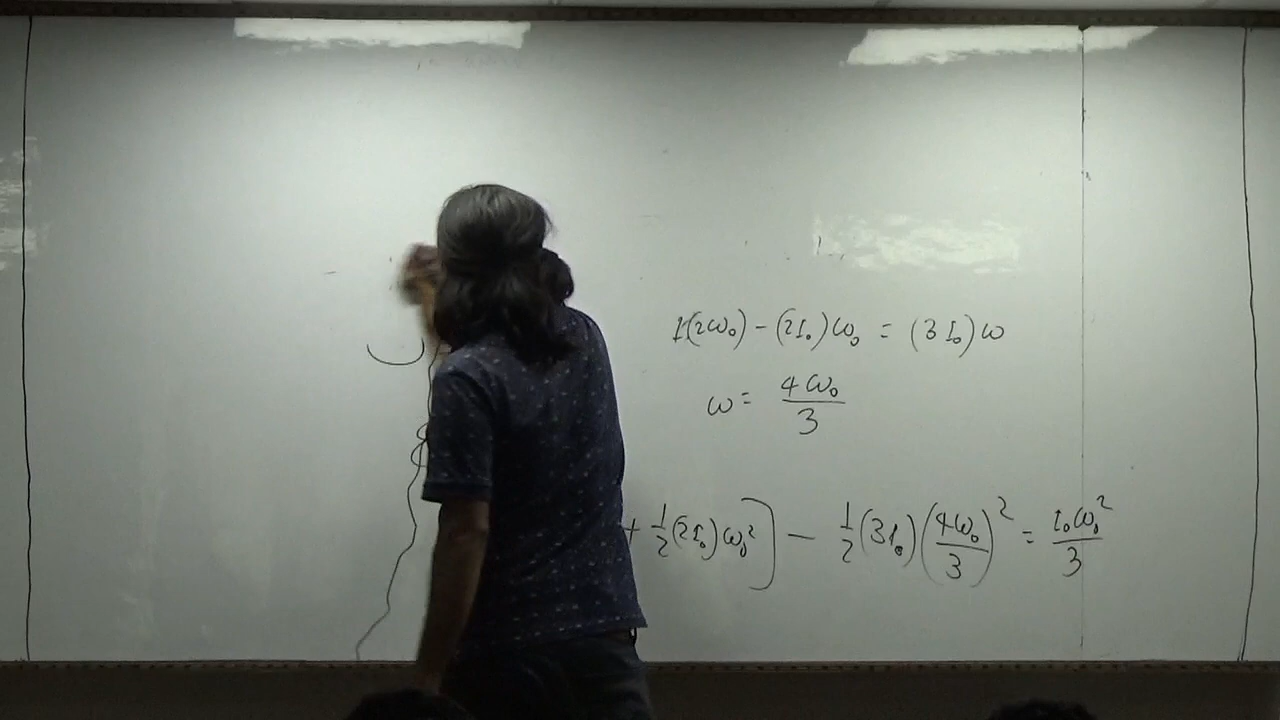 I(2ω₀) - (2I₀)ω₀ = (3I₀)ω
ω = 4ω₀/3
+ 1/2(2I₀)ω₀²] - 1/2(3I₀)(4ω₀/3)² = I₀ω₀²/3